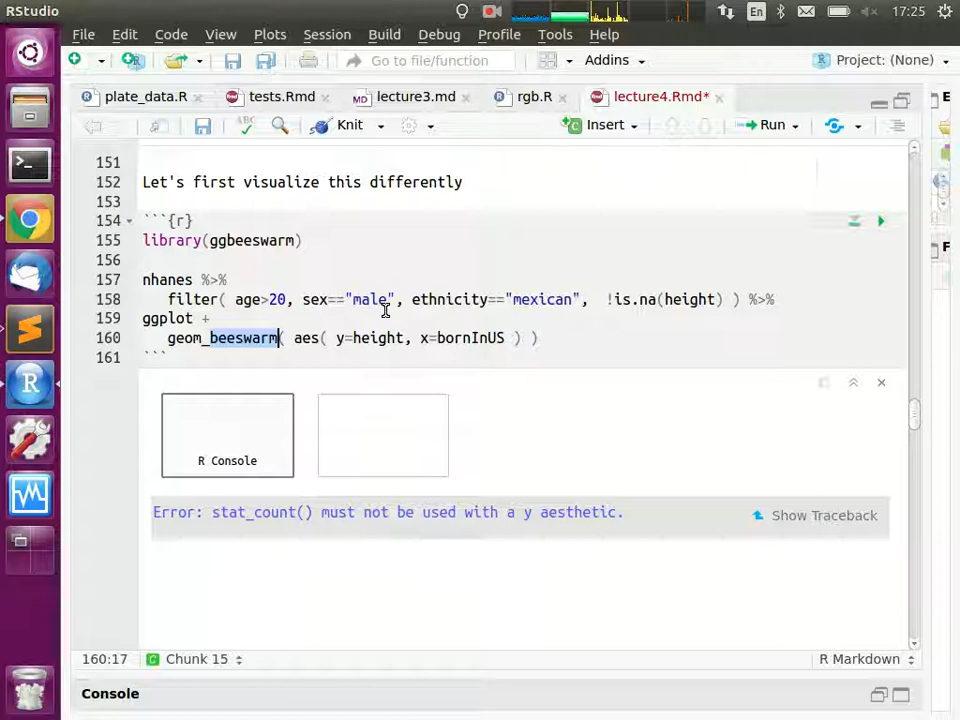 RStudio
En
17:25
File Edit Code View Plots Session Build Debug Profile Tools Help
Go to file/function
Addins
Project: (None)
plate_data.R
tests.Rmd
lecture3.md
rgb.R
lecture4.Rmd*
E
Knit
Insert
Run
151
152 Let's first visualize this differently
153
154 ```{r}
155 library(ggbeeswarm)
156
157 nhanes %>%
158 filter( age>20, sex=="male", ethnicity=="mexican", !is.na(height) ) %>%
159 ggplot +
160 geom_beeswarm( aes( y=height, x=bornInUS ) )
161 ```
F
R Console
Error: stat_count() must not be used with a y aesthetic.
Show Traceback
160:17
C Chunk 15
R Markdown
Console